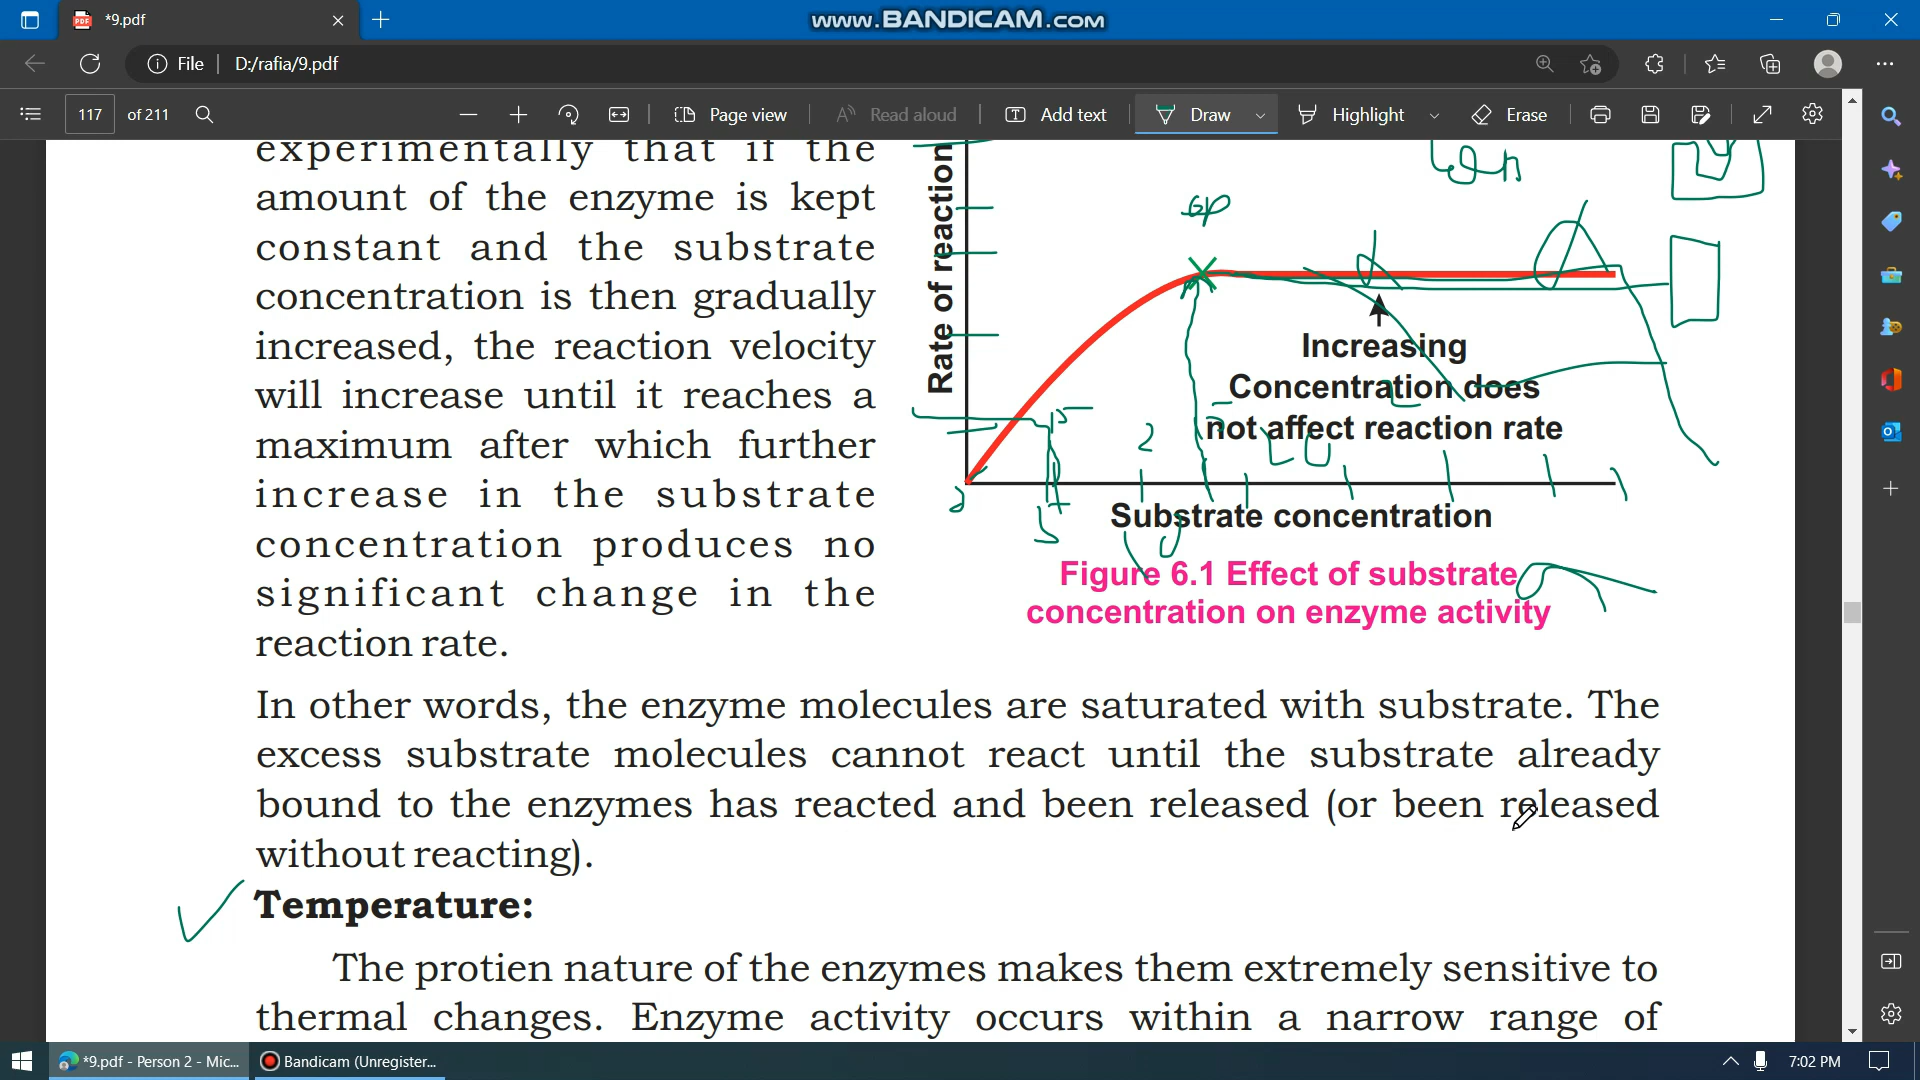 *9.pdf
www.BANDICAM.com
File
D:/rafia/9.pdf
117 of 211
Page view
Read aloud
Add text
Draw
Highlight
Erase
experimentally that if the
amount of the enzyme is kept
constant and the substrate
concentration is then gradually
increased, the reaction velocity
will increase until it reaches a
maximum after which further
increase in the substrate
concentration produces no
significant change in the
reaction rate.
Rate of reaction
Increasing
Concentration does
not affect reaction rate
Substrate concentration
Figure 6.1 Effect of substrate
concentration on enzyme activity
In other words, the enzyme molecules are saturated with substrate. The
excess substrate molecules cannot react until the substrate already
bound to the enzymes has reacted and been released (or been released
without reacting).
Temperature:
The protien nature of the enzymes makes them extremely sensitive to
thermal changes. Enzyme activity occurs within a narrow range of
*9.pdf - Person 2 - Mic...
Bandicam (Unregister...
7:02 PM